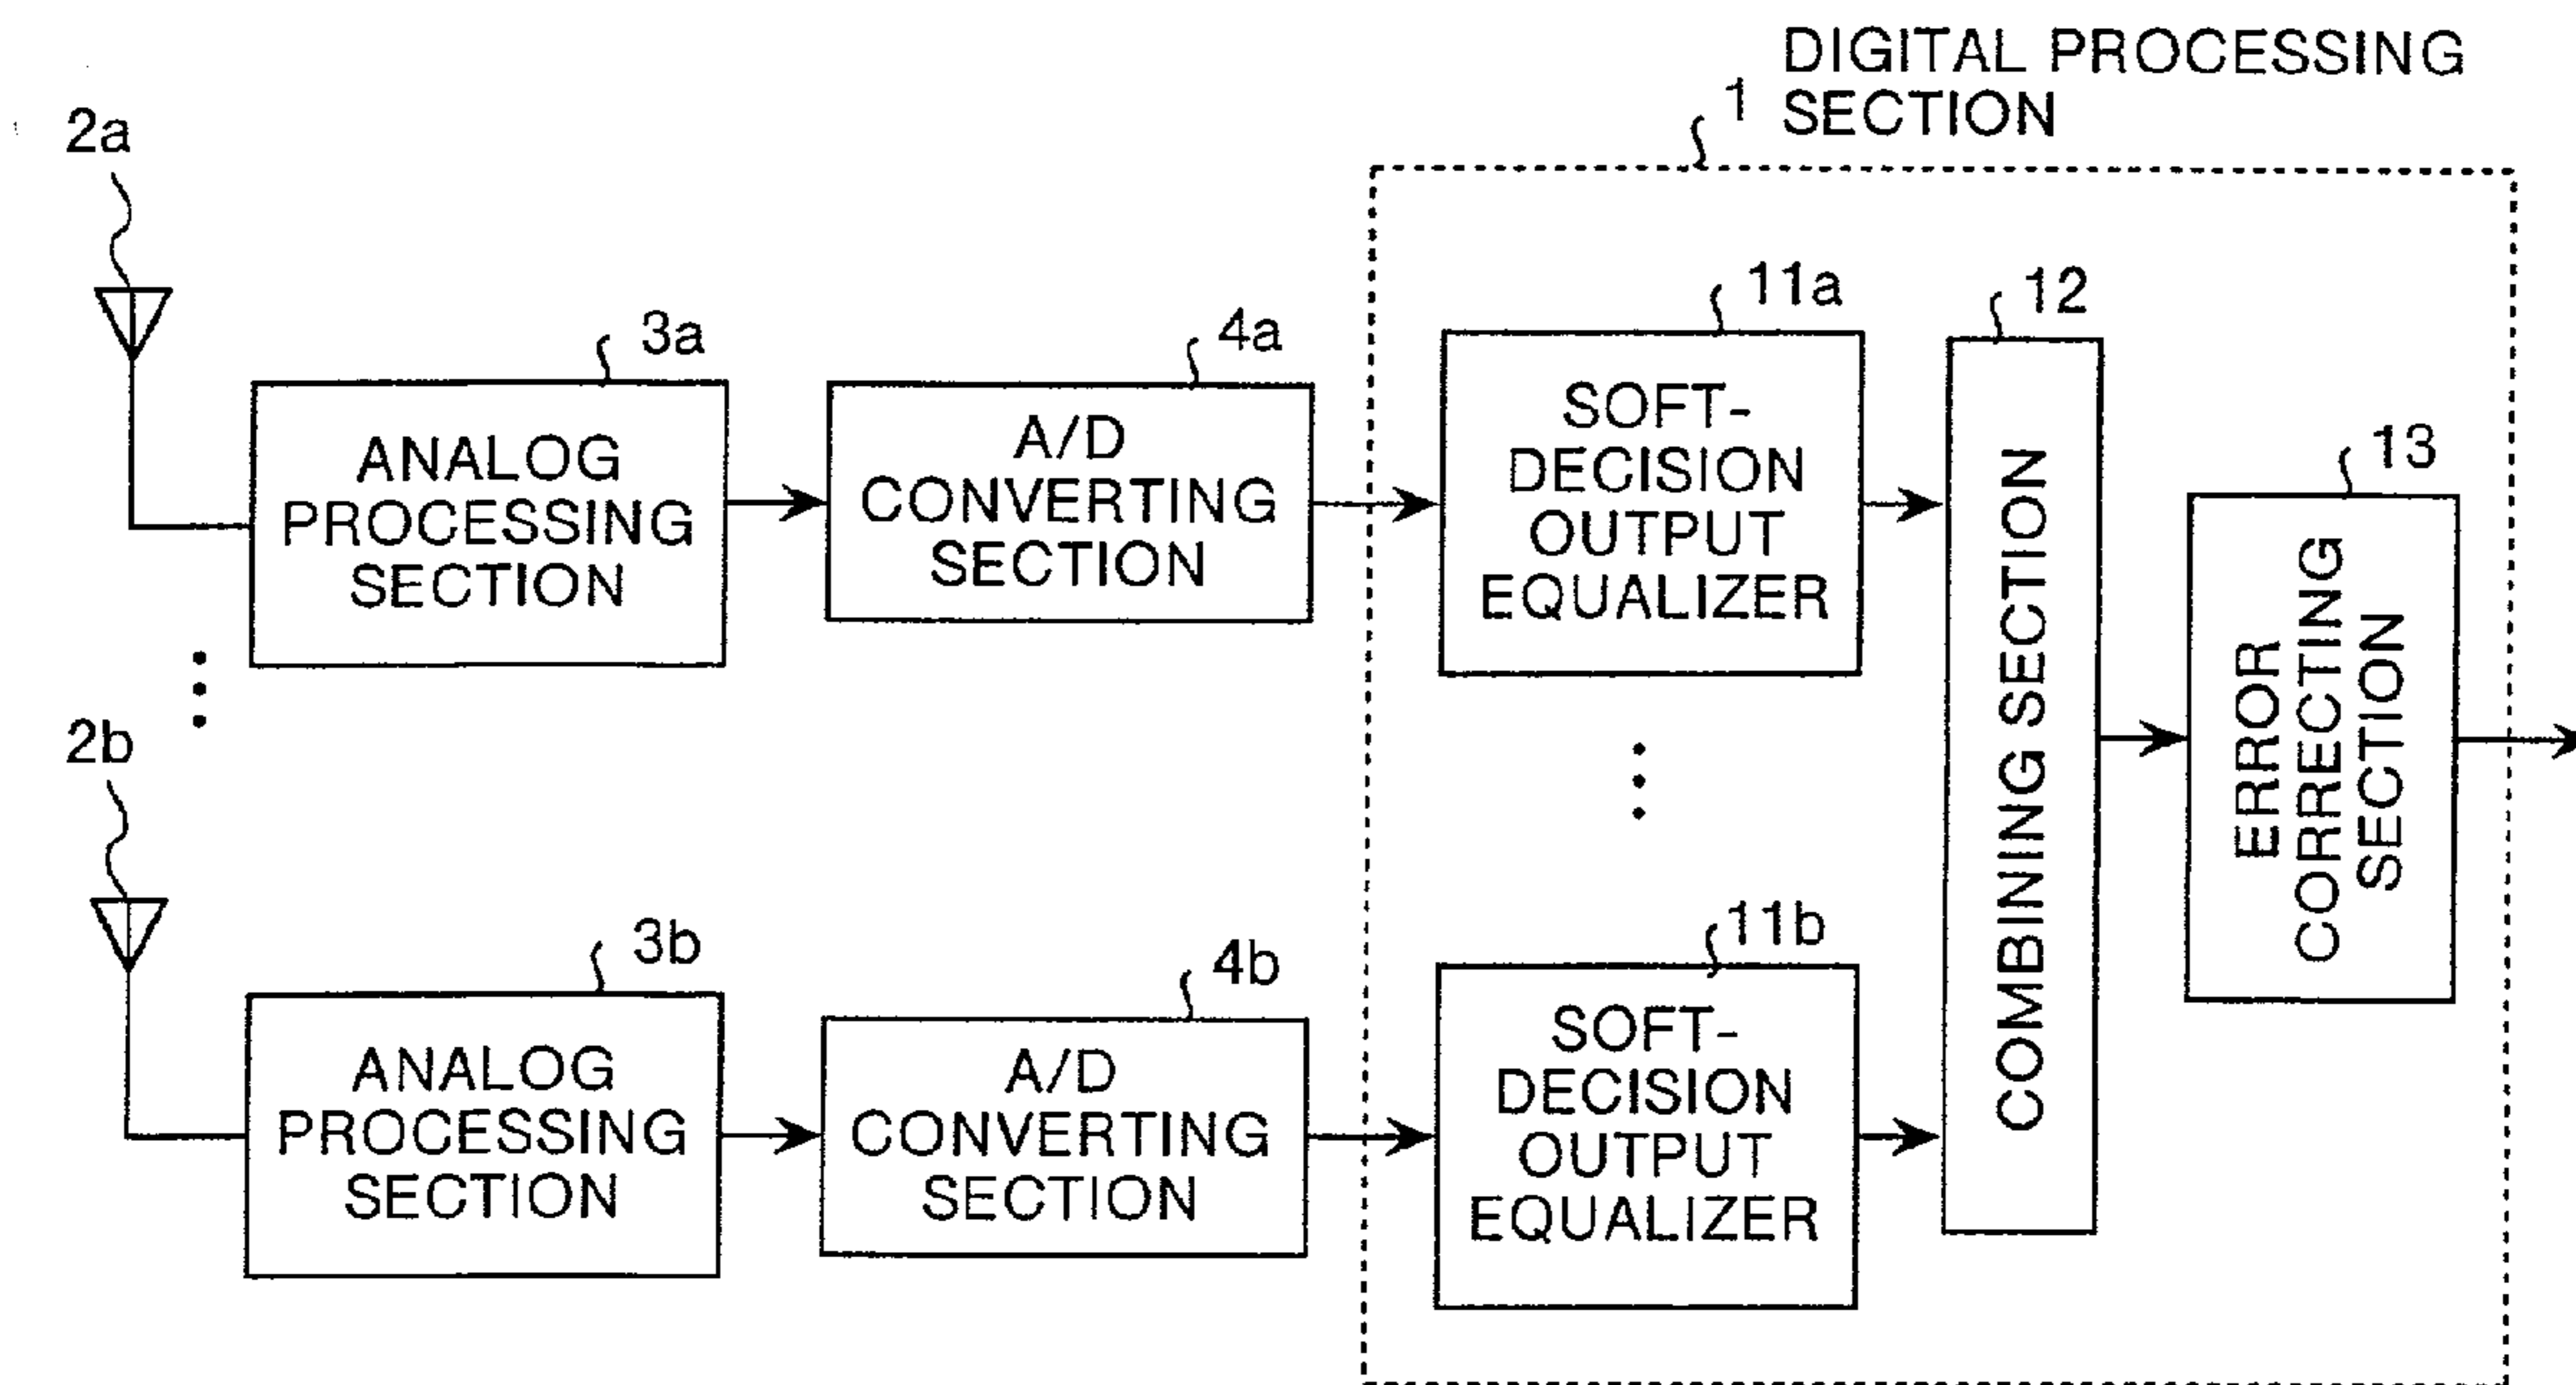 DIGITAL PROCESSING
SECTION
1
2a
3a
4a
11a
12
13
ANALOG
PROCESSING
SECTION
A/D
CONVERTING
SECTION
SOFT-
DECISION
OUTPUT
EQUALIZER
COMBINING SECTION
ERROR
CORRECTING
SECTION
2b
3b
4b
11b
ANALOG
PROCESSING
SECTION
A/D
CONVERTING
SECTION
SOFT-
DECISION
OUTPUT
EQUALIZER